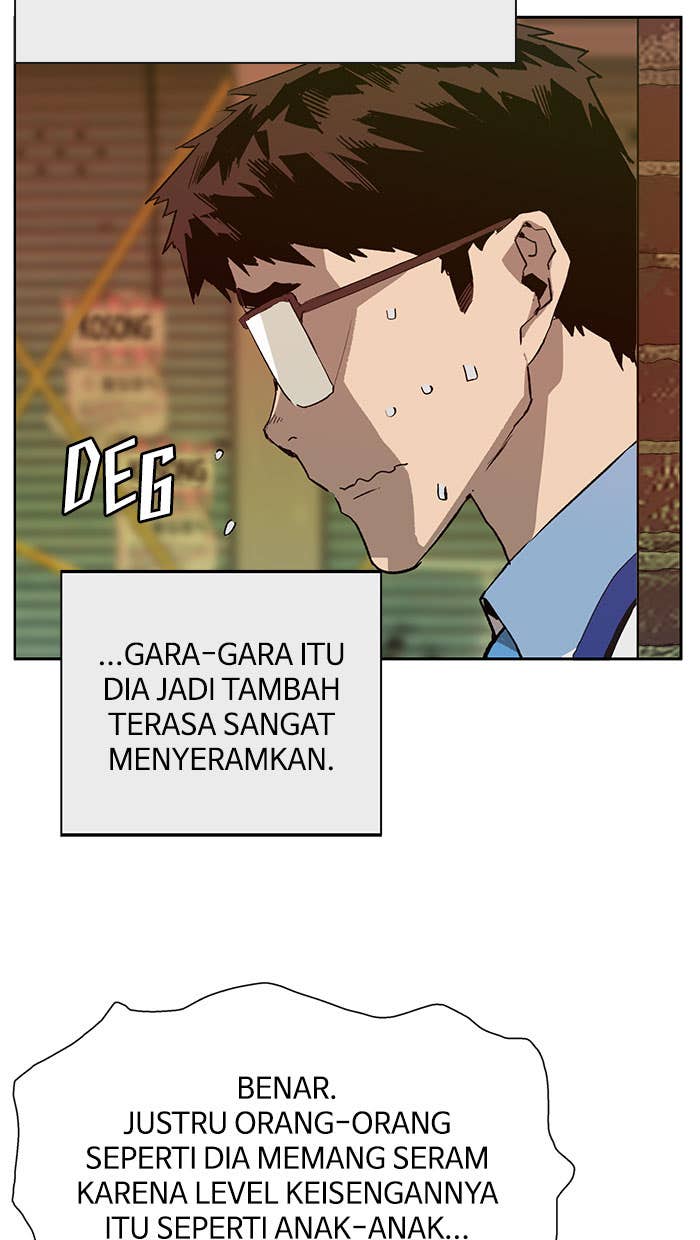 KOSONG
DEG
...GARA-GARA ITU
DIA JADI TAMBAH
TERASA SANGAT
MENYERAMKAN.
BENAR.
JUSTRU ORANG-ORANG
SEPERTI DIA MEMANG SERAM
KARENA LEVEL KEISENGANNYA
ITU SEPERTI ANAK-ANAK...